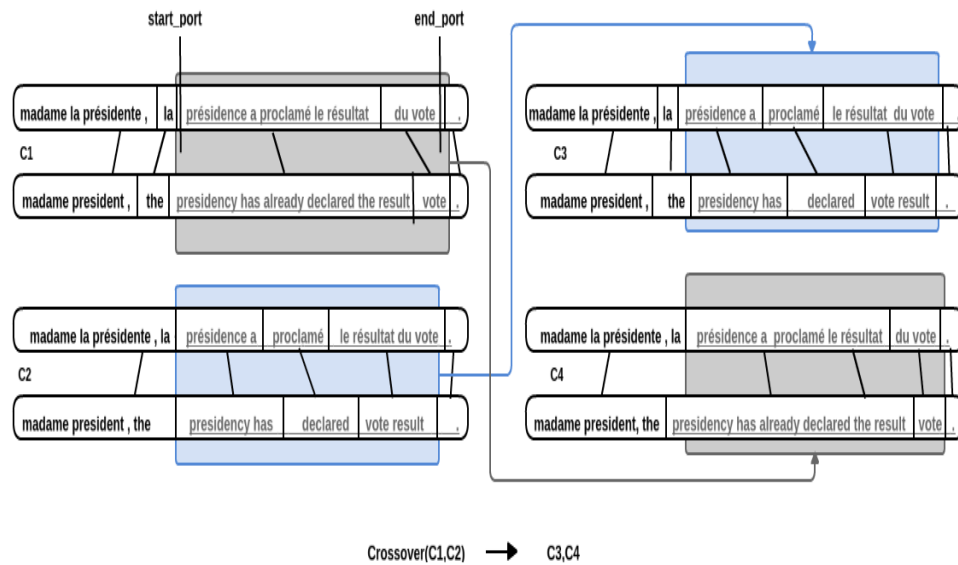 start_port end_port
madame la présidente , la présidence a proclamé le résultat du vote .
C1
madame president , the presidency has already declared the result vote .
madame la présidente , la présidence a proclamé le résultat du vote .
C2
madame president , the presidency has declared vote result .
madame la présidente , la présidence a proclamé le résultat du vote .
C3
madame president , the presidency has declared vote result .
madame la présidente , la présidence a proclamé le résultat du vote .
C4
madame president, the presidency has already declared the result vote .
Crossover(C1,C2) C3,C4